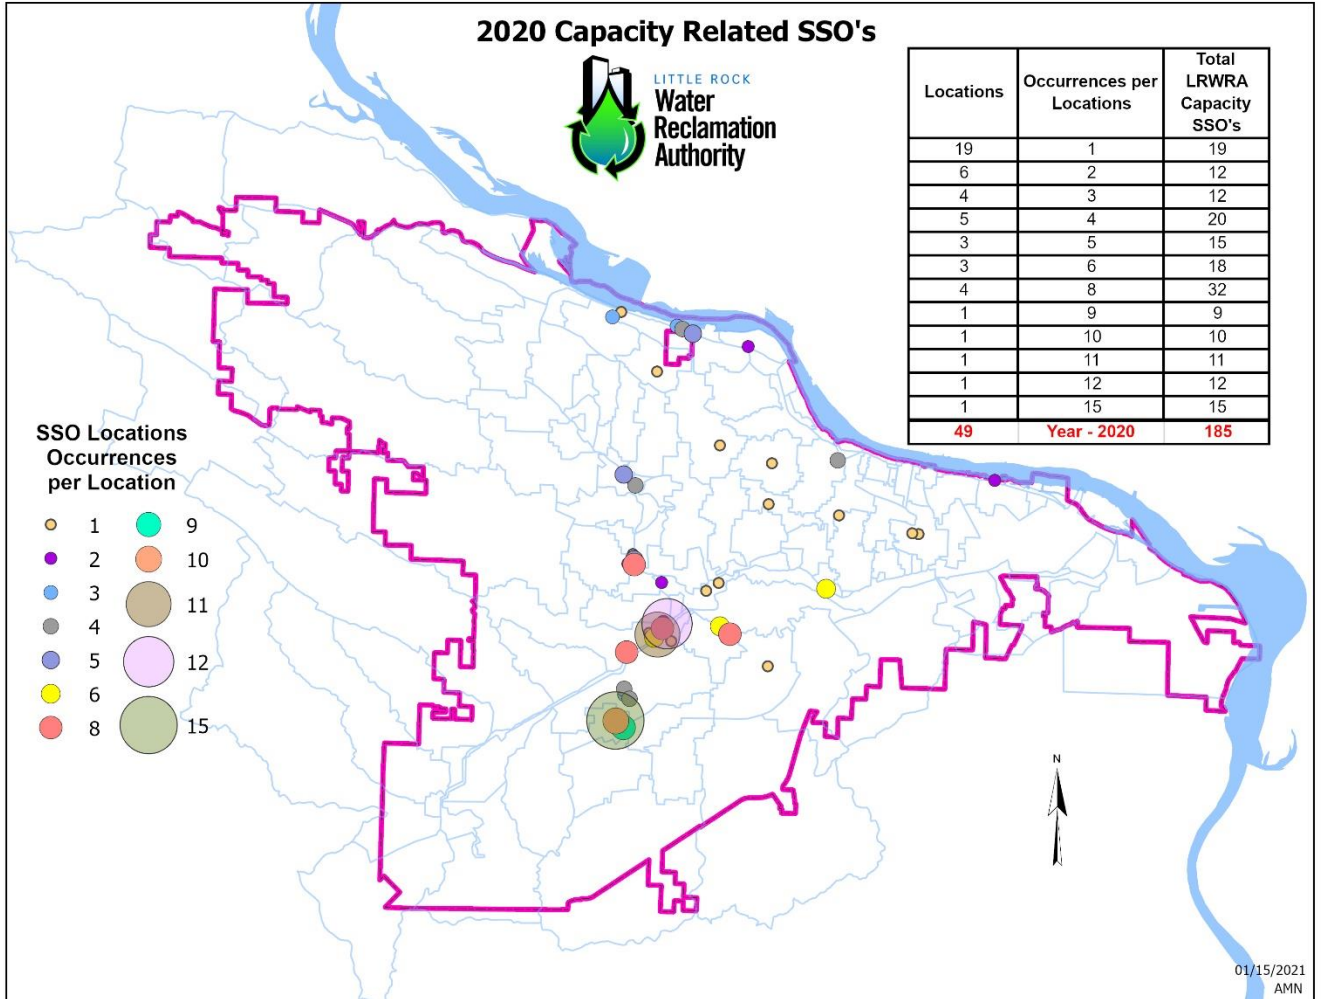 2020 Capacity Related SSO's
LITTLE ROCK
Water
Reclamation
Authority
Locations
Occurrences per
Locations
Total
LRWRA
Capacity
SSO's
19 1 19
6 2 12
4 3 12
5 4 20
3 5 15
3 6 18
4 8 32
1 9 9
1 10 10
1 11 11
1 12 12
1 15 15
49 Year - 2020 185
SSO Locations
Occurrences
per Location
1 9
2 10
3 11
4
5 12
6
8 15
N
01/15/2021
AMN